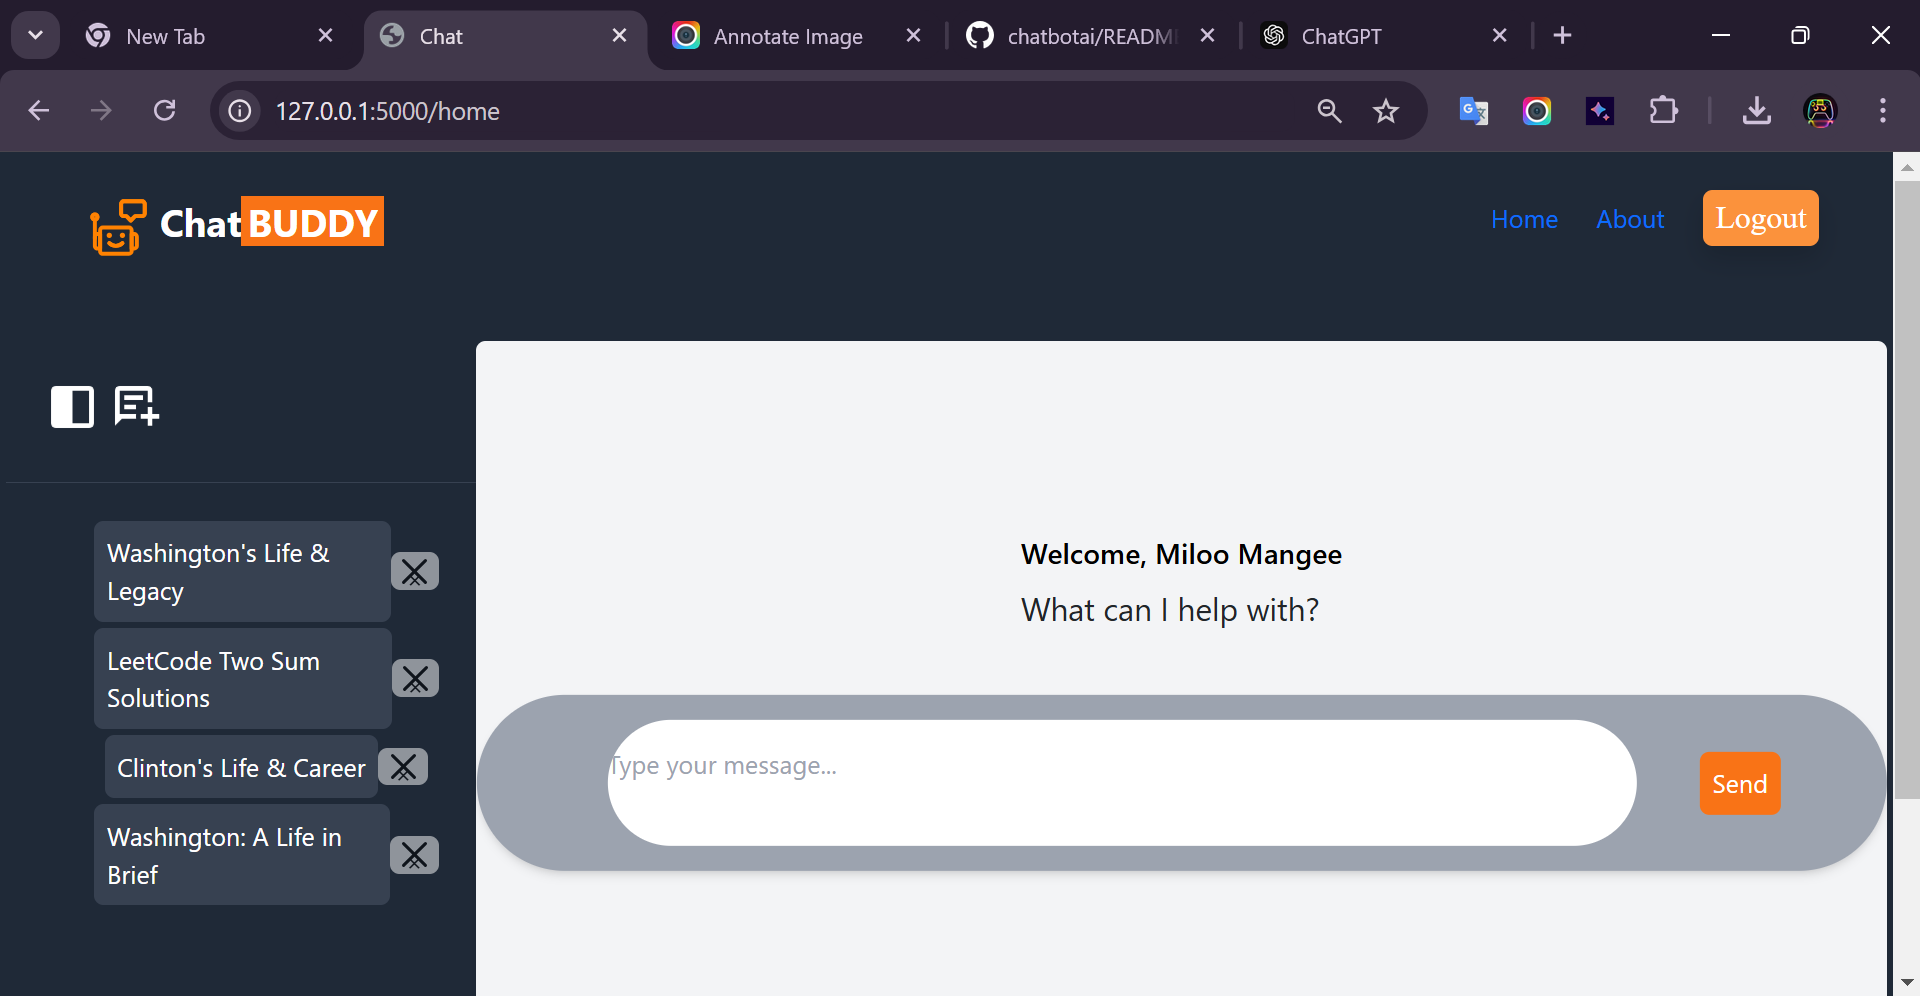 New Tab
Chat
Annotate Image
chatbotai/READM
ChatGPT
127.0.0.1:5000/home
ChatBUDDY
Home
About
Logout
Washington's Life &
Legacy
LeetCode Two Sum
Solutions
Clinton's Life & Career
Washington: A Life in
Brief
Welcome, Miloo Mangee
What can I help with?
Type your message...
Send